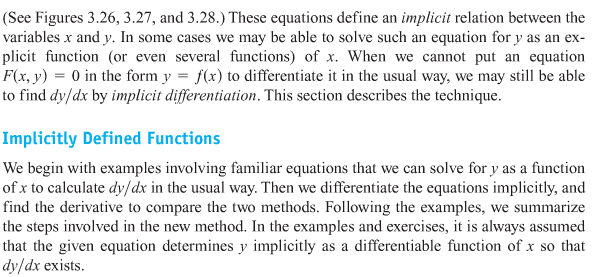 (See Figures 3.26, 3.27, and 3.28.) These equations define an implicit relation between the
variables x and y. In some cases we may be able to solve such an equation for y as an ex-
plicit function (or even several functions) of x. When we cannot put an equation
F(x, y) = 0 in the form y = f(x) to differentiate it in the usual way, we may still be able
to find dy/dx by implicit differentiation. This section describes the technique.
Implicitly Defined Functions
We begin with examples involving familiar equations that we can solve for y as a function
of x to calculate dy/dx in the usual way. Then we differentiate the equations implicitly, and
find the derivative to compare the two methods. Following the examples, we summarize
the steps involved in the new method. In the examples and exercises, it is always assumed
that the given equation determines y implicitly as a differentiable function of x so that
dy/dx exists.